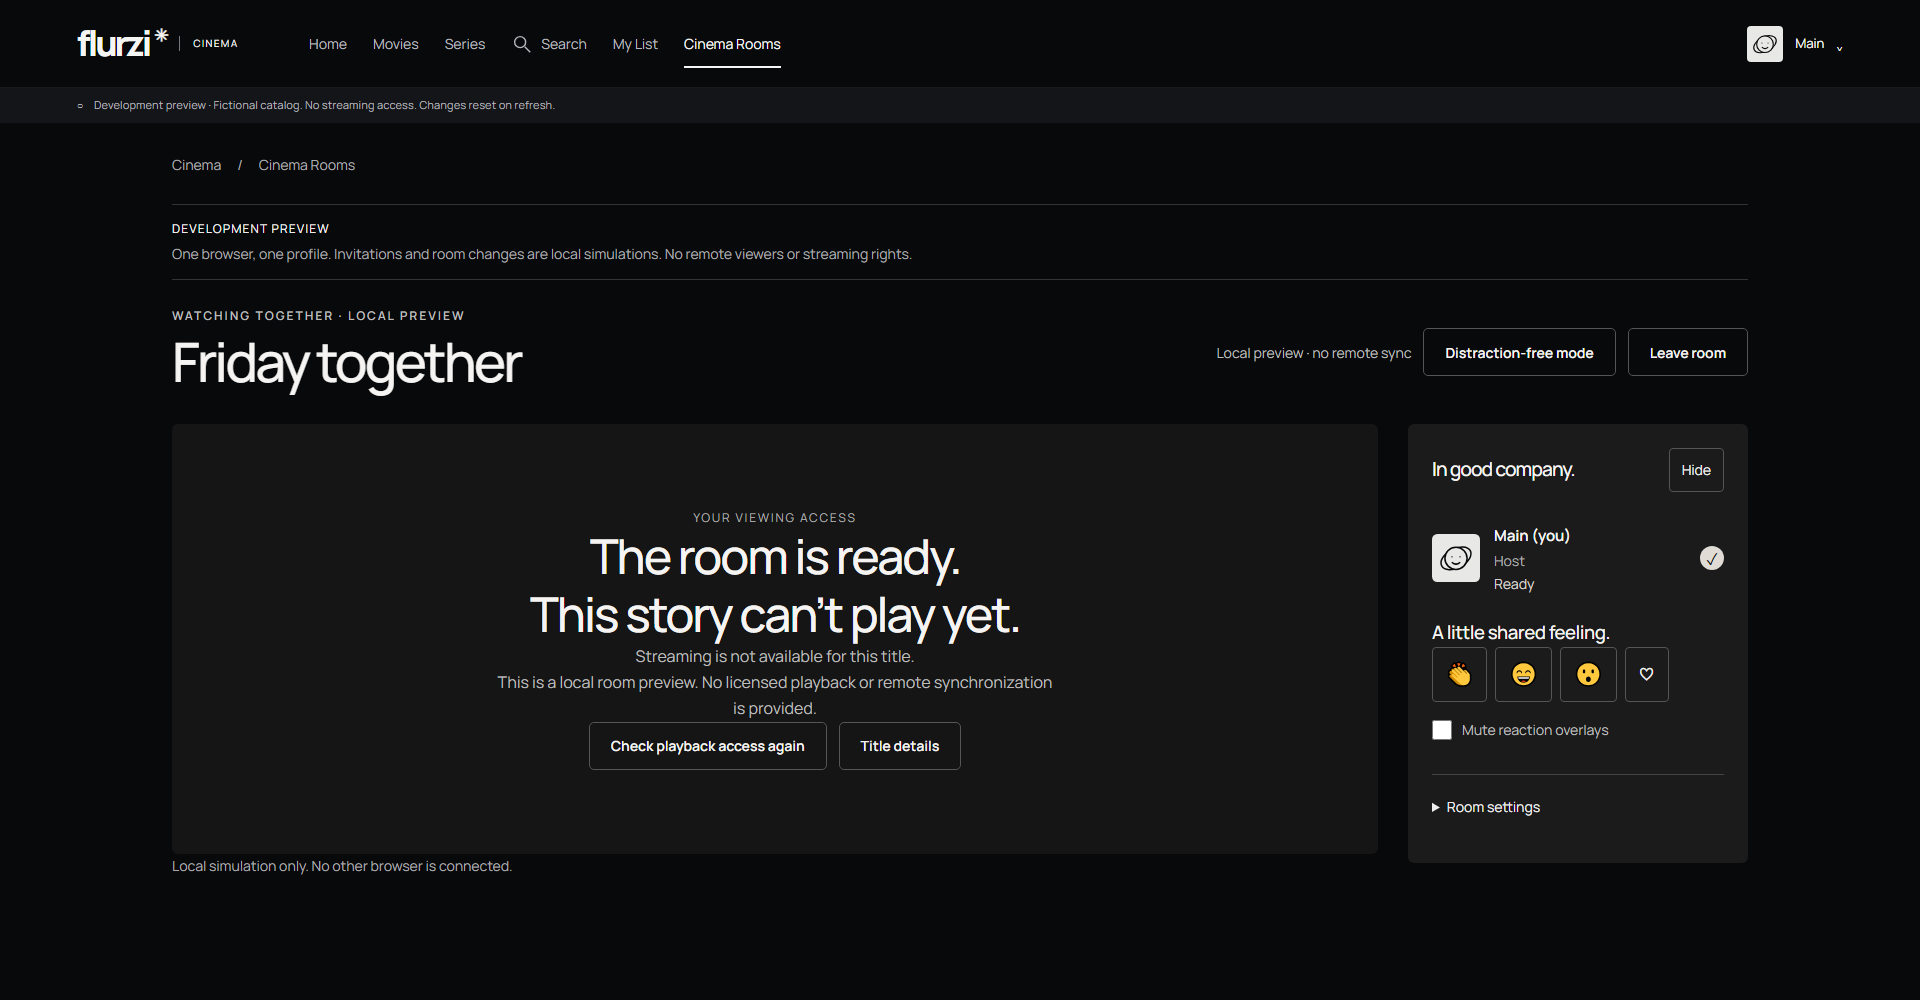 flurzi* | CINEMA
Home
Movies
Series
Search
My List
Cinema Rooms
Main
Development preview · Fictional catalog. No streaming access. Changes reset on refresh.
Cinema / Cinema Rooms
DEVELOPMENT PREVIEW
One browser, one profile. Invitations and room changes are local simulations. No remote viewers or streaming rights.
WATCHING TOGETHER · LOCAL PREVIEW
Friday together
Local preview · no remote sync
Distraction-free mode
Leave room
YOUR VIEWING ACCESS
The room is ready.
This story can’t play yet.
Streaming is not available for this title.
This is a local room preview. No licensed playback or remote synchronization
is provided.
Check playback access again
Title details
Local simulation only. No other browser is connected.
In good company.
Hide
Main (you)
Host
Ready
A little shared feeling.
Mute reaction overlays
Room settings